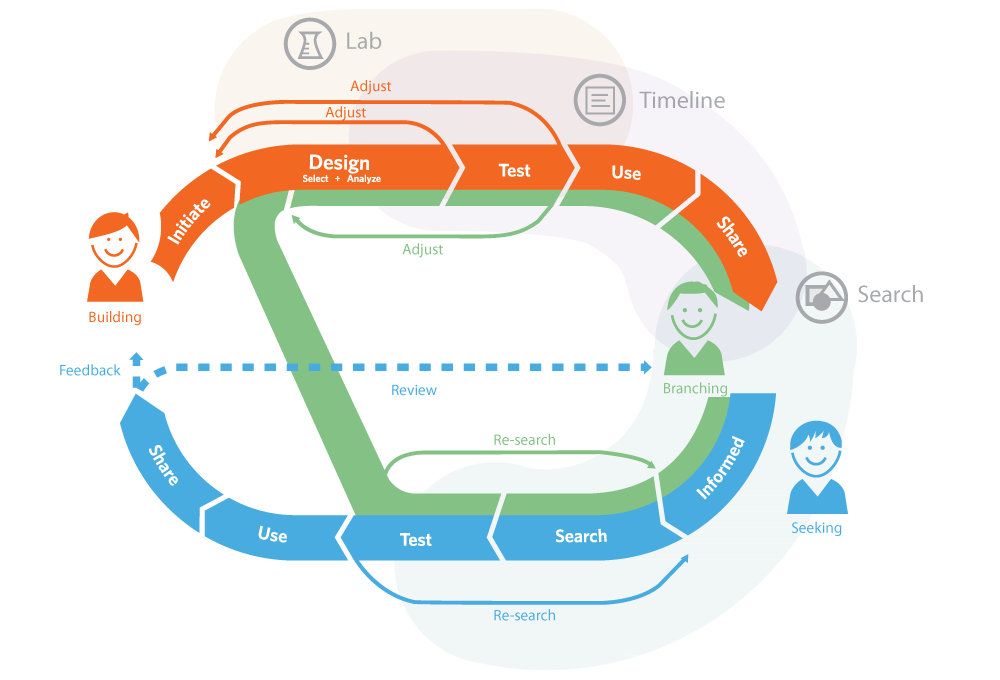 Lab
Adjust
Timeline
Adjust
Design
Select + Analyze
Test
Use
Initiate
Share
Adjust
Search
Building
Feedback
Review
Branching
Re-search
Share
Informed
Use
Test
Search
Seeking
Re-search